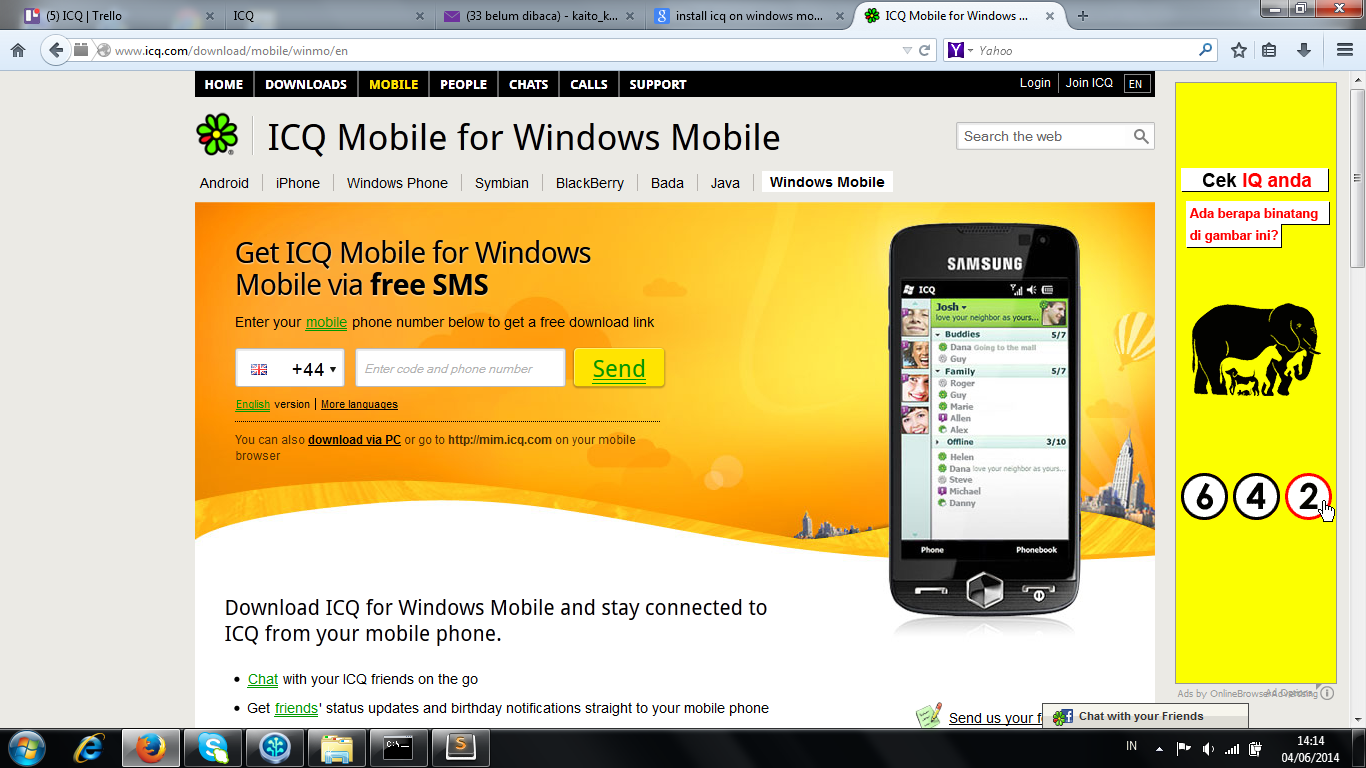 (5) ICQ | Trello
ICQ
(33 belum dibaca) - kaito_k...
install icq on windows mo...
ICQ Mobile for Windows ...
www.icq.com/download/mobile/winmo/en
Yahoo
HOME
DOWNLOADS
MOBILE
PEOPLE
CHATS
CALLS
SUPPORT
Login
Join ICQ
EN
ICQ Mobile for Windows Mobile
Search the web
Android
iPhone
Windows Phone
Symbian
BlackBerry
Bada
Java
Windows Mobile
Get ICQ Mobile for Windows
Mobile via free SMS
Enter your mobile phone number below to get a free download link
+44
Enter code and phone number
Send
English version | More languages
You can also download via PC or go to http://mim.icq.com on your mobile
browser
SAMSUNG
ICQ
Josh
love your neighbor as yours...
Buddies 5/7
Dana Going to the mall
Guy
Family 5/7
Roger
Guy
Marie
Allen
Alex
Offline 3/10
Helen
Dana love your neighbor as yours...
Steve
Michael
Danny
Phone
Phonebook
Download ICQ for Windows Mobile and stay connected to
ICQ from your mobile phone.
• Chat with your ICQ friends on the go
• Get friends' status updates and birthday notifications straight to your mobile phone
Send us your f
Chat with your Friends
Cek IQ anda
Ada berapa binatang
di gambar ini?
6 4 2
Ads by OnlineBrowserAdvertising
Ad Options
C:\_
S
IN
14:14
04/06/2014